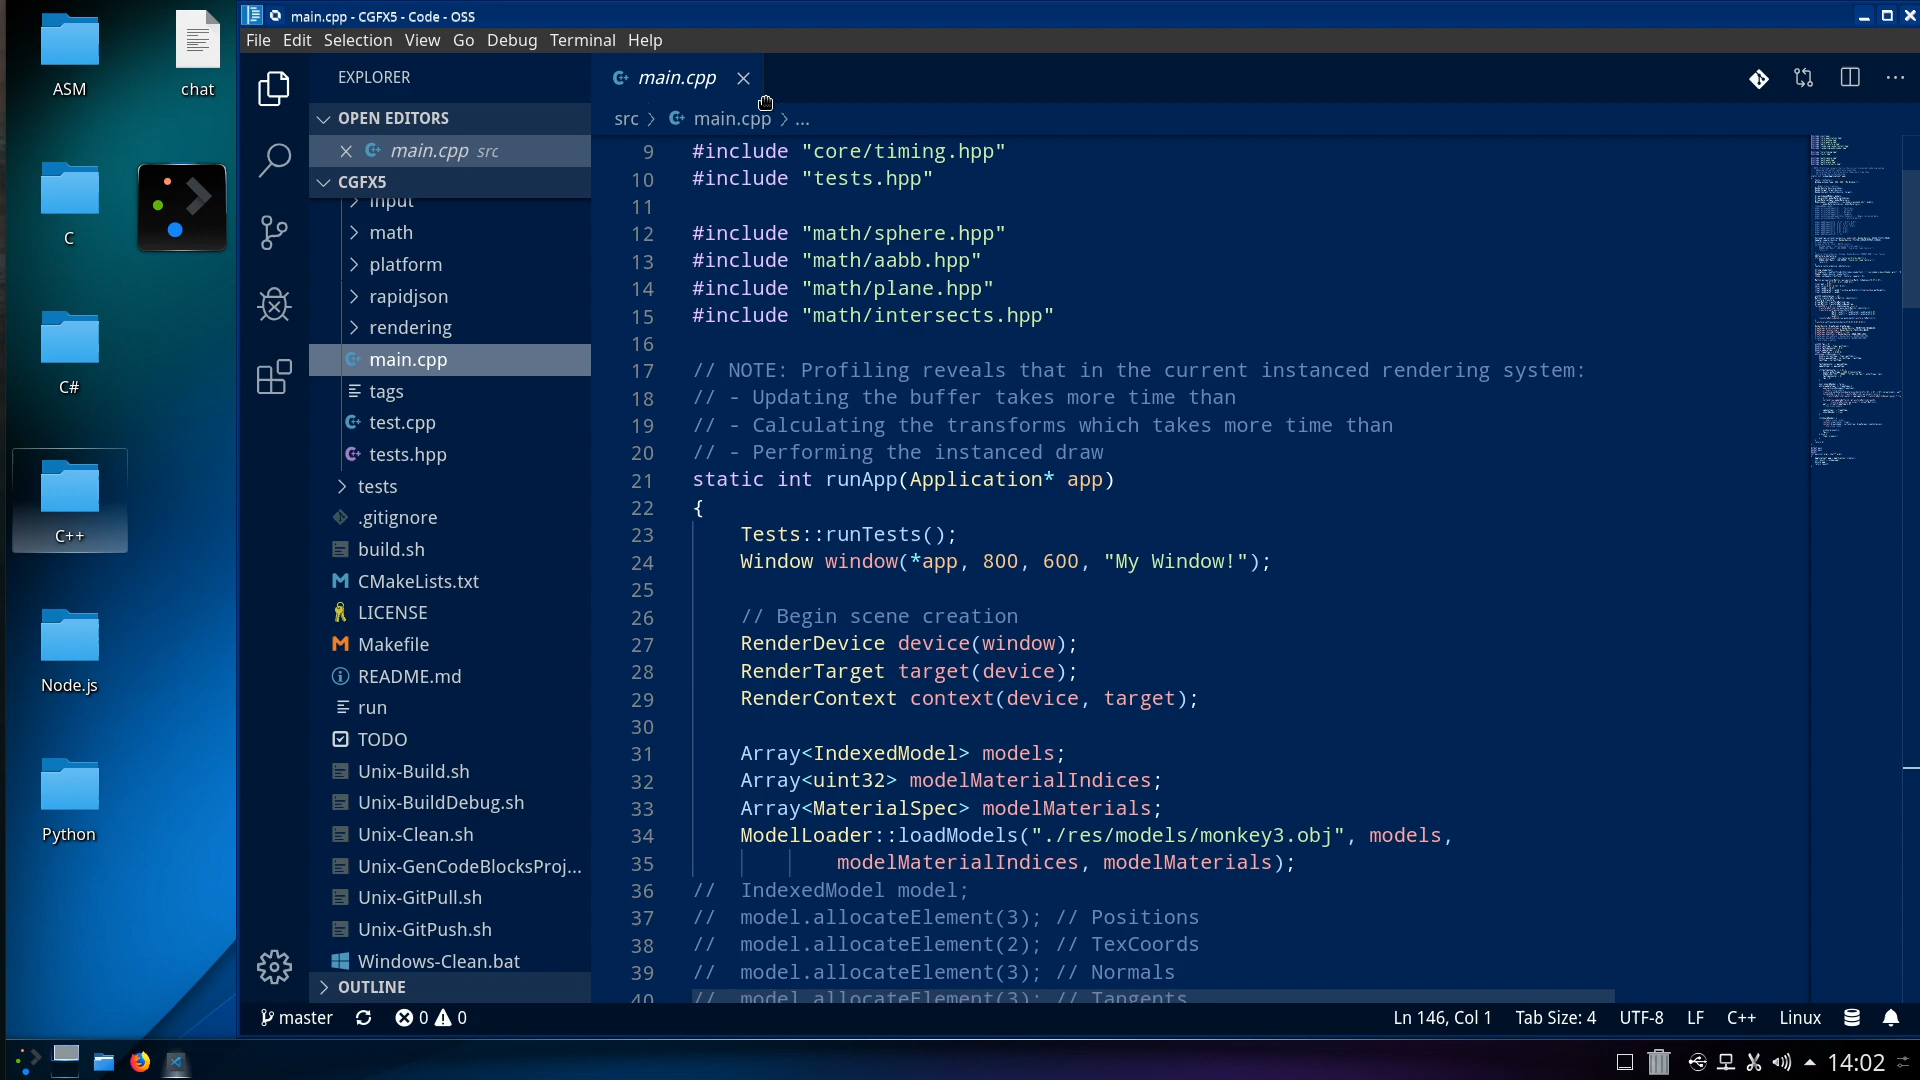 main.cpp - CGFX5 - Code - OSS
File Edit Selection View Go Debug Terminal Help
ASM
chat
C
C#
C++
Node.js
Python
EXPLORER
OPEN EDITORS
main.cpp src
CGFX5
input
math
platform
rapidjson
rendering
main.cpp
tags
test.cpp
tests.hpp
tests
.gitignore
build.sh
CMakeLists.txt
LICENSE
Makefile
README.md
run
TODO
Unix-Build.sh
Unix-BuildDebug.sh
Unix-Clean.sh
Unix-GenCodeBlocksProj...
Unix-GitPull.sh
Unix-GitPush.sh
Windows-Clean.bat
OUTLINE
main.cpp
src > main.cpp > ...
9 #include "core/timing.hpp"
10 #include "tests.hpp"
11
12 #include "math/sphere.hpp"
13 #include "math/aabb.hpp"
14 #include "math/plane.hpp"
15 #include "math/intersects.hpp"
16
17 // NOTE: Profiling reveals that in the current instanced rendering system:
18 // - Updating the buffer takes more time than
19 // - Calculating the transforms which takes more time than
20 // - Performing the instanced draw
21 static int runApp(Application* app)
22 {
23 Tests::runTests();
24 Window window(*app, 800, 600, "My Window!");
25
26 // Begin scene creation
27 RenderDevice device(window);
28 RenderTarget target(device);
29 RenderContext context(device, target);
30
31 Array<IndexedModel> models;
32 Array<uint32> modelMaterialIndices;
33 Array<MaterialSpec> modelMaterials;
34 ModelLoader::loadModels("./res/models/monkey3.obj", models,
35 modelMaterialIndices, modelMaterials);
36 // IndexedModel model;
37 // model.allocateElement(3); // Positions
38 // model.allocateElement(2); // TexCoords
39 // model.allocateElement(3); // Normals
40 // model.allocateElement(3); // Tangents
master 0 0
Ln 146, Col 1 Tab Size: 4 UTF-8 LF C++ Linux
14:02